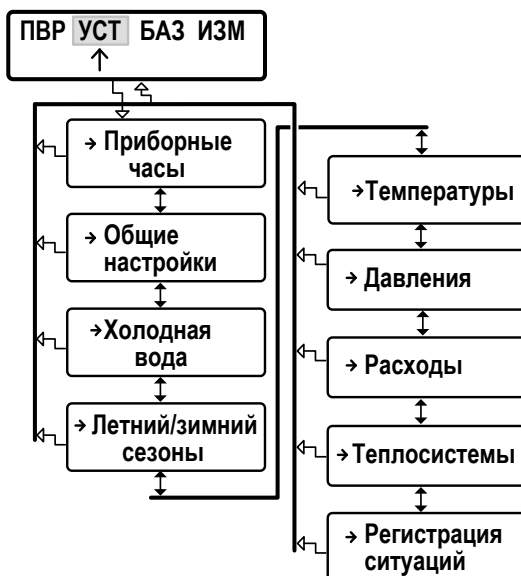 ПВР УСТ БАЗ ИЗМ
→ Приборные
часы
→ Общие
настройки
→Холодная
вода
→ Летний/зимний
сезоны
→Температуры
→ Давления
→ Расходы
→Теплосистемы
→ Регистрация
ситуаций